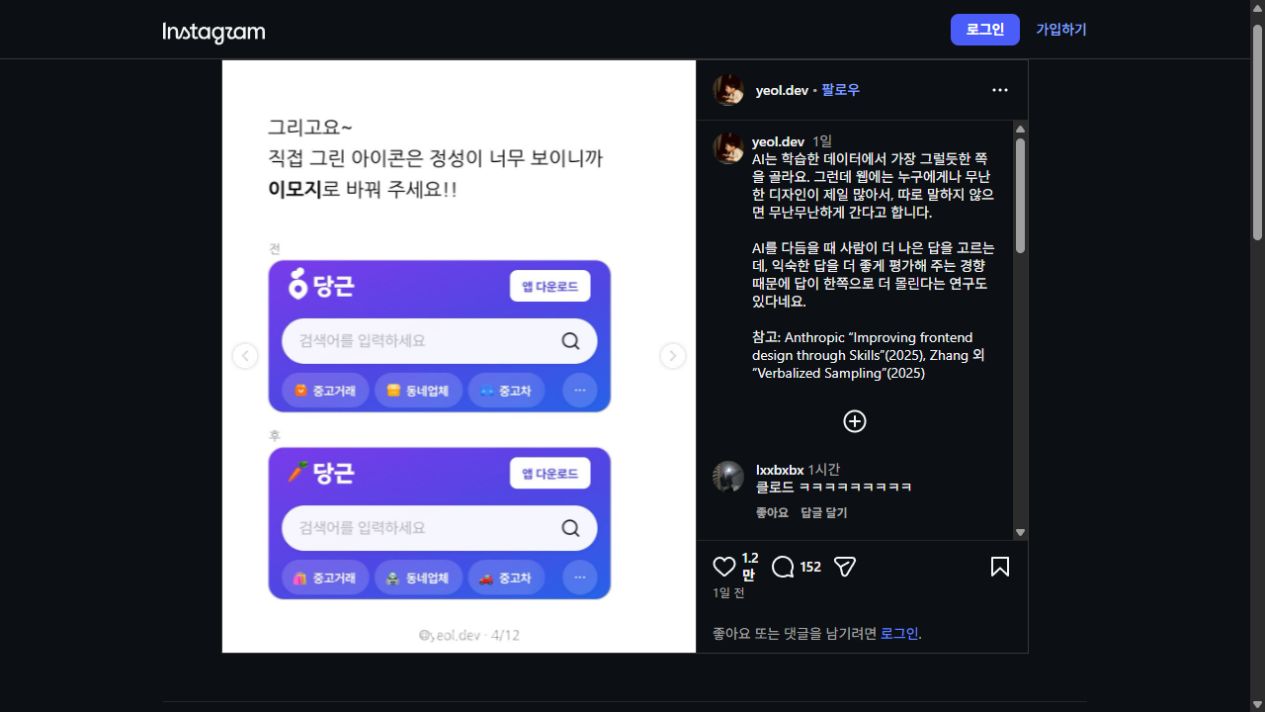 Instagram
로그인
가입하기
그리고요~
직접 그린 아이콘은 정성이 너무 보이니까
이모지로 바꿔 주세요!!
전
당근
앱 다운로드
검색어를 입력하세요
중고거래
동네업체
중고차
후
당근
앱 다운로드
검색어를 입력하세요
중고거래
동네업체
중고차
@yeol.dev · 4/12
yeol.dev • 팔로우
yeol.dev 1일
AI는 학습한 데이터에서 가장 그럴듯한 쪽
을 골라요. 그런데 웹에는 누구에게나 무난
한 디자인이 제일 많아서, 따로 말하지 않으
면 무난무난하게 간다고 합니다.
AI를 다듬을 때 사람이 더 나은 답을 고르는
데, 익숙한 답을 더 좋게 평가해 주는 경향
때문에 답이 한쪽으로 더 몰린다는 연구도
있다네요.
참고: Anthropic “Improving frontend
design through Skills”(2025), Zhang 외
“Verbalized Sampling”(2025)
lxxbxbx 1시간
클로드 ㅋㅋㅋㅋㅋㅋㅋㅋㅋ
좋아요 답글 달기
1.2
만
152
1일 전
좋아요 또는 댓글을 남기려면 로그인.